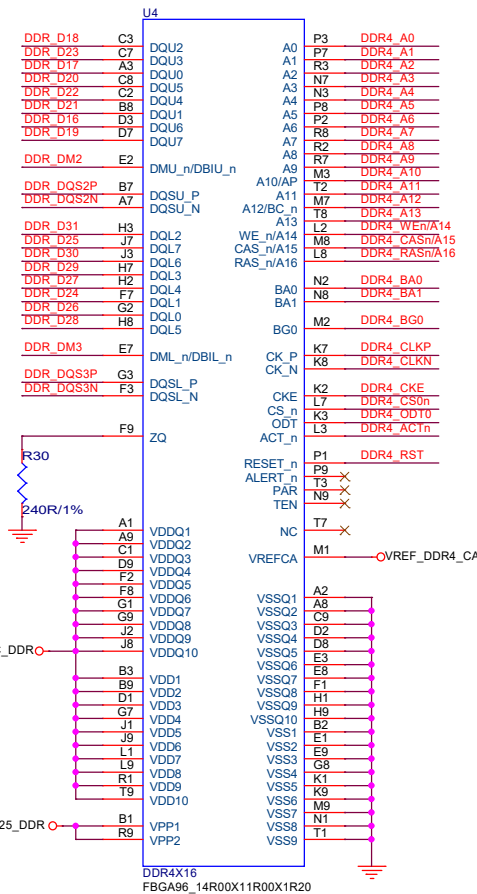 U4
DDR_D18 C3 DQU2 A0 P3 DDR4_A0
DDR_D23 C7 DQU3 A1 P7 DDR4_A1
DDR_D17 A3 DQU0 A2 R3 DDR4_A2
DDR_D20 C8 DQU5 A3 N7 DDR4_A3
DDR_D22 C2 DQU4 A4 N3 DDR4_A4
DDR_D21 B8 DQU1 A5 P8 DDR4_A5
DDR_D16 D3 DQU6 A6 P2 DDR4_A6
DDR_D19 D7 DQU7 A7 R8 DDR4_A7
A8 R2 DDR4_A8
DDR_DM2 E2 DMU_n/DBIU_n A9 R7 DDR4_A9
A10/AP M3 DDR4_A10
DDR_DQS2P B7 DQSU_P A11 T2 DDR4_A11
DDR_DQS2N A7 DQSU_N A12/BC_n M7 DDR4_A12
A13 T8 DDR4_A13
DDR_D31 H3 DQL2 WE_n/A14 L2 DDR4_WEn/A14
DDR_D25 J7 DQL7 CAS_n/A15 M8 DDR4_CASn/A15
DDR_D30 J3 DQL6 RAS_n/A16 L8 DDR4_RASn/A16
DDR_D29 H7 DQL3
DDR_D27 H2 DQL4 BA0 N2 DDR4_BA0
DDR_D24 F7 DQL1 BA1 N8 DDR4_BA1
DDR_D26 G2 DQL0
DDR_D28 H8 DQL5 BG0 M2 DDR4_BG0
DDR_DM3 E7 DML_n/DBIL_n CK_P K7 DDR4_CLKP
CK_N K8 DDR4_CLKN
DDR_DQS3P G3 DQSL_P
DDR_DQS3N F3 DQSL_N CKE K2 DDR4_CKE
CS_n L7 DDR4_CS0n
ODT K3 DDR4_ODT0
F9 ZQ ACT_n L3 DDR4_ACTn
R30 RESET_n P1 DDR4_RST
ALERT_n P9
PAR T3
240R/1% TEN N9
A1 VDDQ1 NC T7
A9 VDDQ2
C1 VDDQ3 VREFCA M1 VREF_DDR4_CA
D9 VDDQ4
F2 VDDQ5
F8 VDDQ6 VSSQ1 A2
G1 VDDQ7 VSSQ2 A8
G9 VDDQ8 VSSQ3 C9
J2 VDDQ9 VSSQ4 D2
_DDR J8 VDDQ10 VSSQ5 D8
VSSQ6 E3
B3 VDD1 VSSQ7 E8
B9 VDD2 VSSQ8 F1
D1 VDD3 VSSQ9 H1
G7 VDD4 VSSQ10 H9
J1 VDD5 VSS1 B2
J9 VDD6 VSS2 E1
L1 VDD7 VSS3 E9
L9 VDD8 VSS4 G8
R1 VDD9 VSS5 K1
T9 VDD10 VSS6 K9
VSS7 M9
25_DDR B1 VPP1 VSS8 N1
R9 VPP2 VSS9 T1
DDR4X16
FBGA96_14R00X11R00X1R20